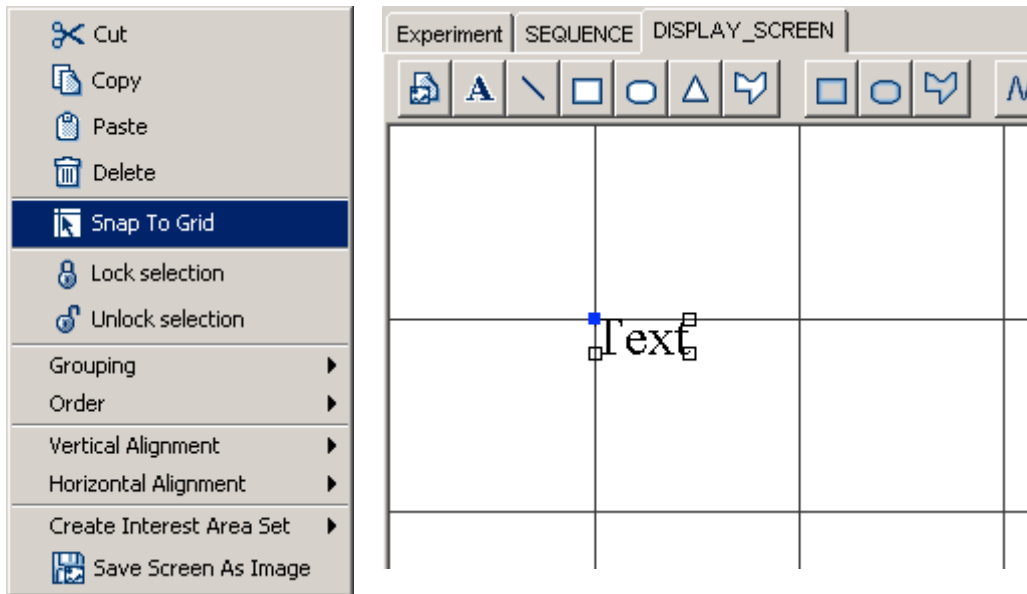 Cut
Copy
Paste
Delete
Snap To Grid
Lock selection
Unlock selection
Grouping
Order
Vertical Alignment
Horizontal Alignment
Create Interest Area Set
Save Screen As Image
Experiment SEQUENCE DISPLAY_SCREEN
A
Text